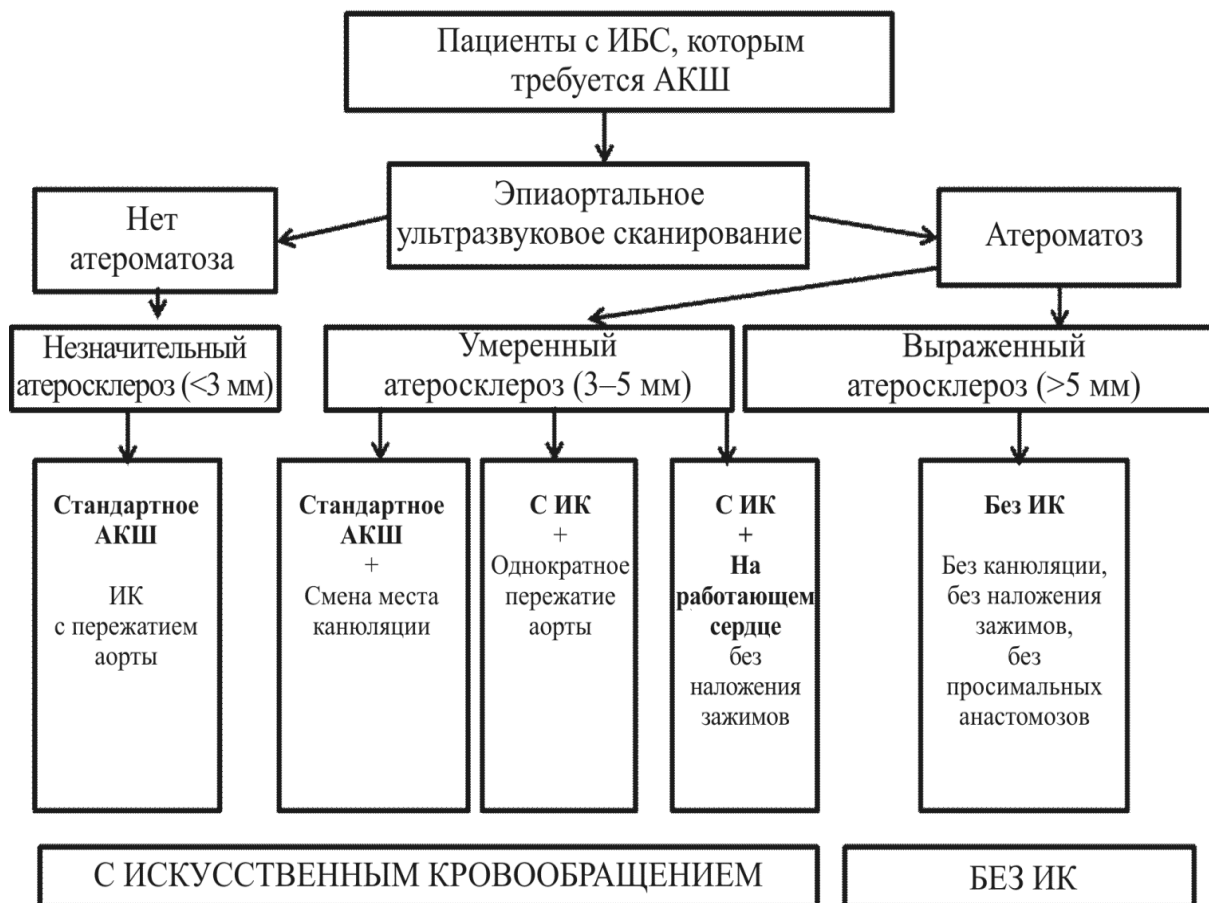 Пациенты с ИБС, которым
требуется АКШ
Эпиаортальное
ультразвуковое сканирование
Нет
атероматоза
Атероматоз
Незначительный
атеросклероз (<3 мм)
Умеренный
атеросклероз (3–5 мм)
Выраженный
атеросклероз (>5 мм)
Стандартное
АКШ
ИК
с пережатием
аорты
Стандартное
АКШ
+
Смена места
канюляции
С ИК
+
Однократное
пережатие
аорты
С ИК
+
На
работающем
сердце
без
наложения
зажимов
Без ИК
Без канюляции,
без наложения
зажимов,
без
просимальных
анастомозов
С ИСКУССТВЕННЫМ КРОВООБРАЩЕНИЕМ
БЕЗ ИК